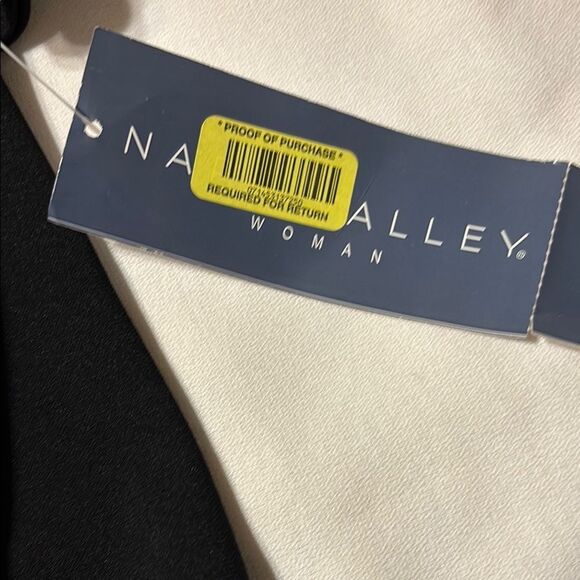 * PROOF OF PURCHASE *
REQUIRED FOR RETURN
NA ALLEY®
WOMAN